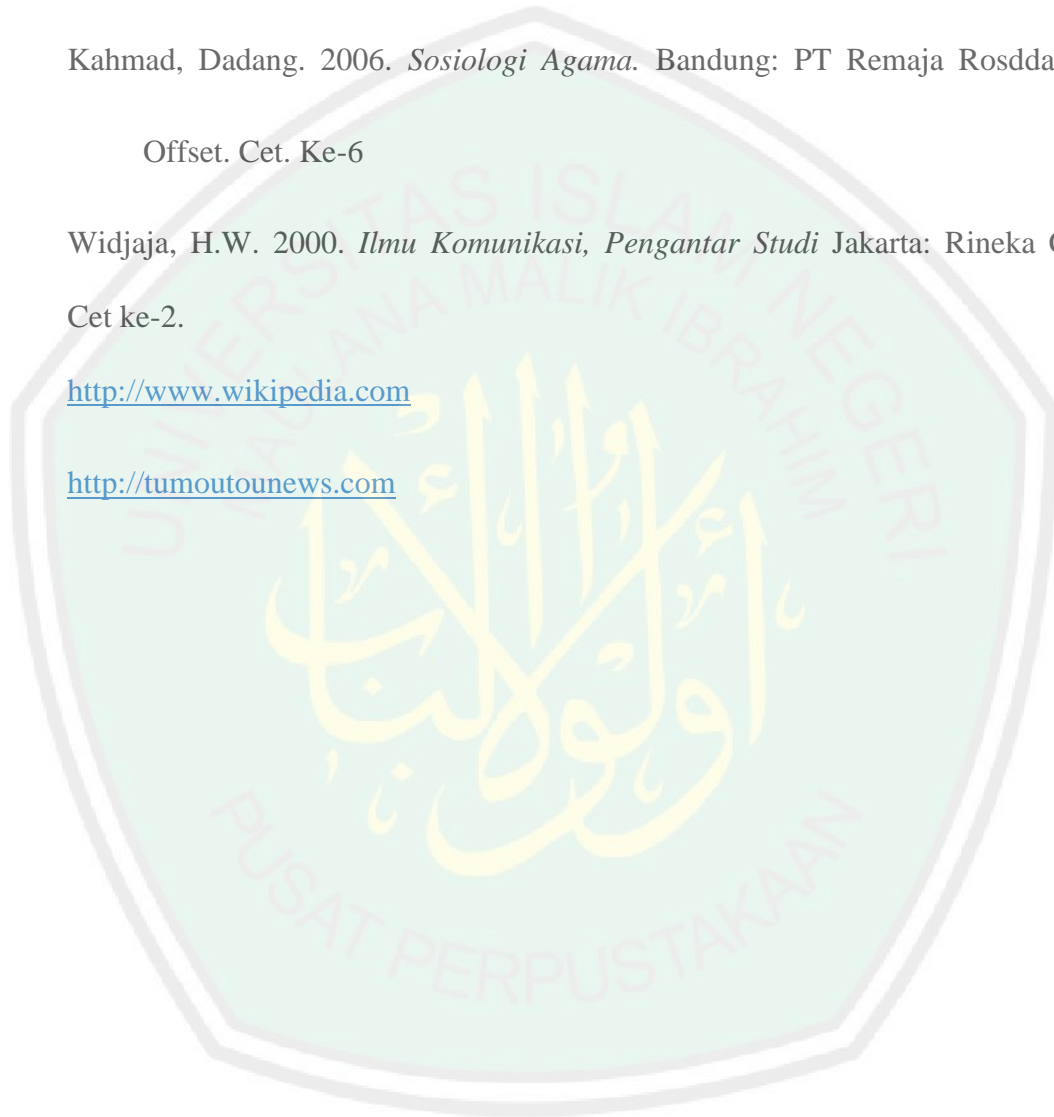 Kahmad, Dadang. 2006. Sosiologi Agama. Bandung: PT Remaja Rosdda
Offset. Cet. Ke-6
Widjaja, H.W. 2000. Ilmu Komunikasi, Pengantar Studi Jakarta: Rineka
Cet ke-2.
http://www.wikipedia.com
http://tumoutounews.com
UNIVERSITAS ISLAM NEGERI
MAULANA MALIK IBRAHIM
أولوا الألباب
PUSAT PERPUSTAKAAN